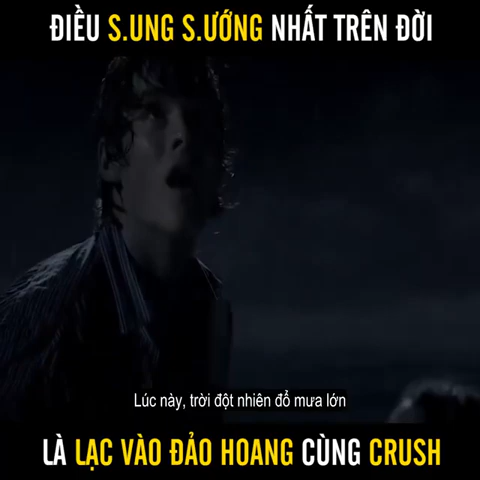 ĐIỀU S.UNG S.ƯỚNG NHẤT TRÊN ĐỜI
Lúc này, trời đột nhiên đổ mưa lớn
LÀ LẠC VÀO ĐẢO HOANG CÙNG CRUSH